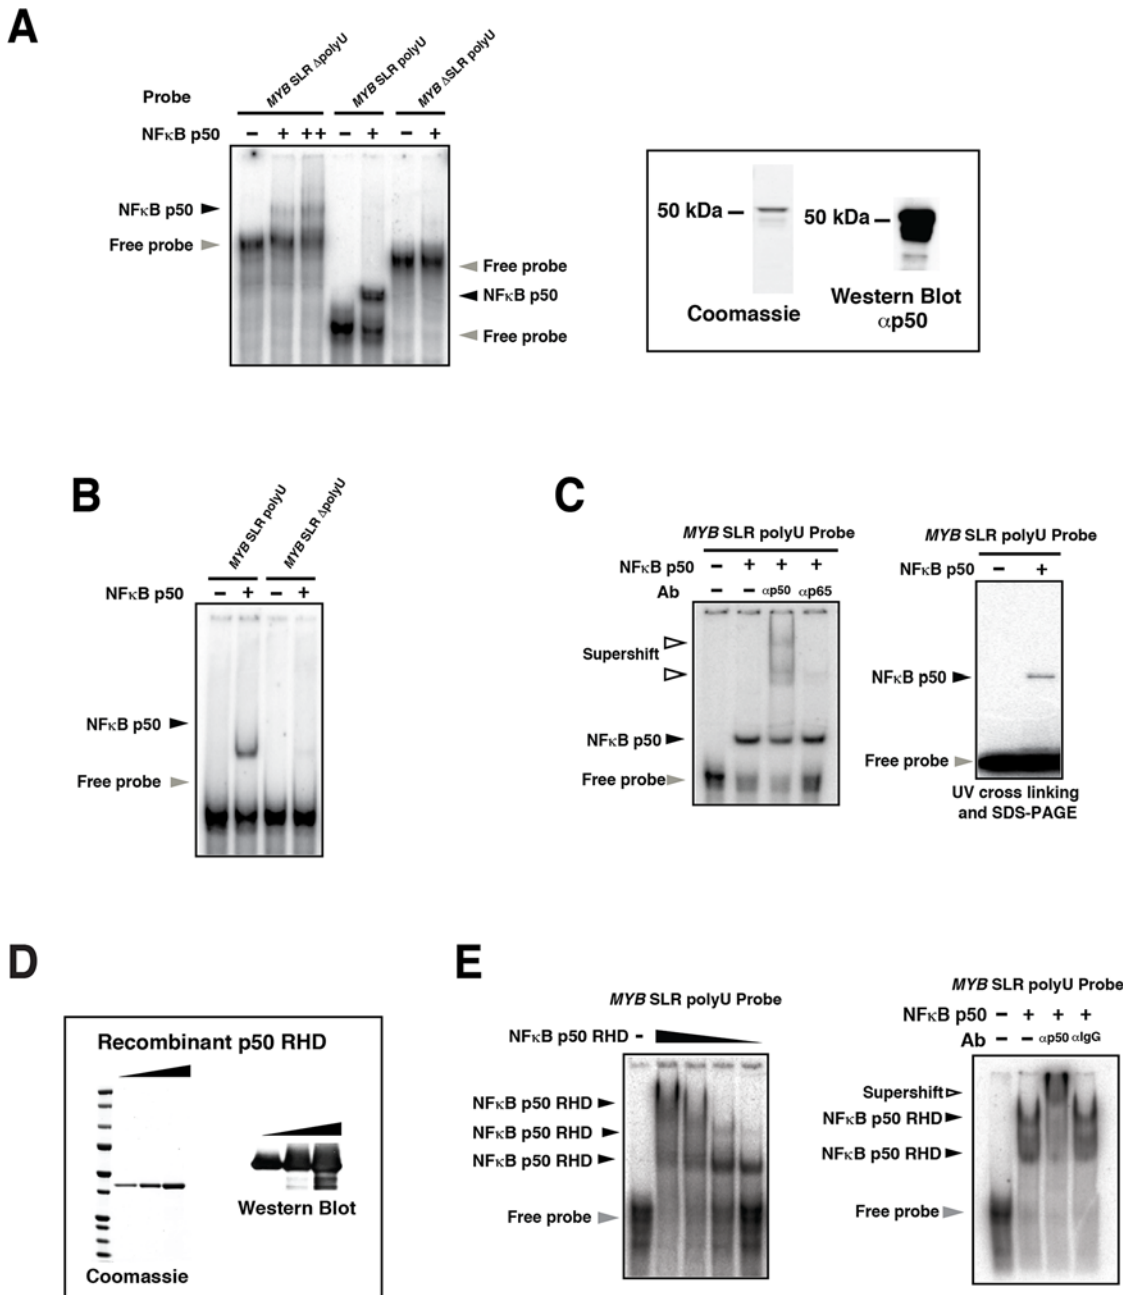 A
Probe
MYB SLR ΔpolyU
MYB SLR polyU
MYB ΔSLR polyU
NFκB p50 – + ++ – + – +
NFκB p50
Free probe
Free probe
NFκB p50
Free probe
50 kDa –
50 kDa –
Coomassie
Western Blot
αp50
B
MYB SLR polyU
MYB SLR ΔpolyU
NFκB p50 – + – +
NFκB p50
Free probe
C
MYB SLR polyU Probe
NFκB p50 – + + +
Ab – – αp50 αp65
Supershift
NFκB p50
Free probe
MYB SLR polyU Probe
NFκB p50 – +
NFκB p50
Free probe
UV cross linking
and SDS-PAGE
D
Recombinant p50 RHD
Coomassie
Western Blot
E
MYB SLR polyU Probe
NFκB p50 RHD –
NFκB p50 RHD
NFκB p50 RHD
NFκB p50 RHD
Free probe
MYB SLR polyU Probe
NFκB p50 – + + +
Ab – – αp50 αIgG
Supershift
NFκB p50 RHD
NFκB p50 RHD
Free probe